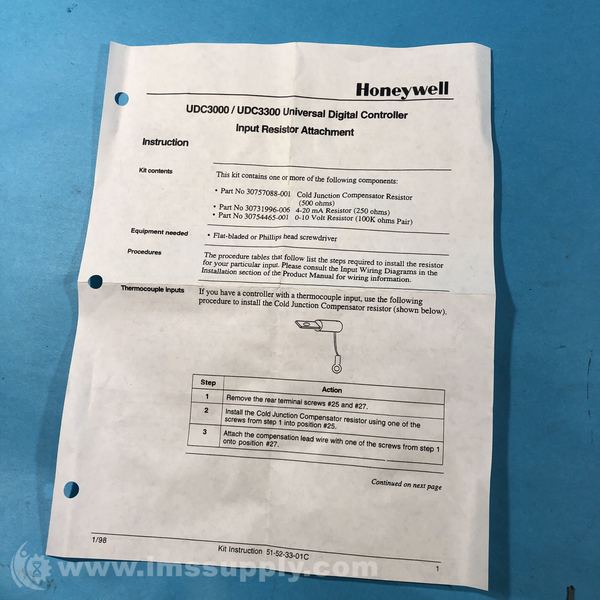 Honeywell
UDC3000 / UDC3300 Universal Digital Controller
Input Resistor Attachment
Instruction
Kit contents
This kit contains one or more of the following components:
• Part No 30757088-001 Cold Junction Compensator Resistor
(500 ohms)
• Part No 30731996-006 4-20 mA Resistor (250 ohms)
• Part No 30754465-001 0-10 Volt Resistor (100K ohms Pair)
Equipment needed
• Flat-bladed or Phillips head screwdriver
Procedures
The procedure tables that follow list the steps required to install the resistor
for your particular input. Please consult the Input Wiring Diagrams in the
Installation section of the Product Manual for wiring information.
Thermocouple inputs
If you have a controller with a thermocouple input, use the following
procedure to install the Cold Junction Compensator resistor (shown below).
Step Action
1 Remove the rear terminal screws #25 and #27.
2 Install the Cold Junction Compensator resistor using one of the
screws from step 1 into position #25.
3 Attach the compensation lead wire with one of the screws from step 1
onto position #27.
Continued on next page
1/98
Kit Instruction 51-52-33-01C
1
www.imssupply.com